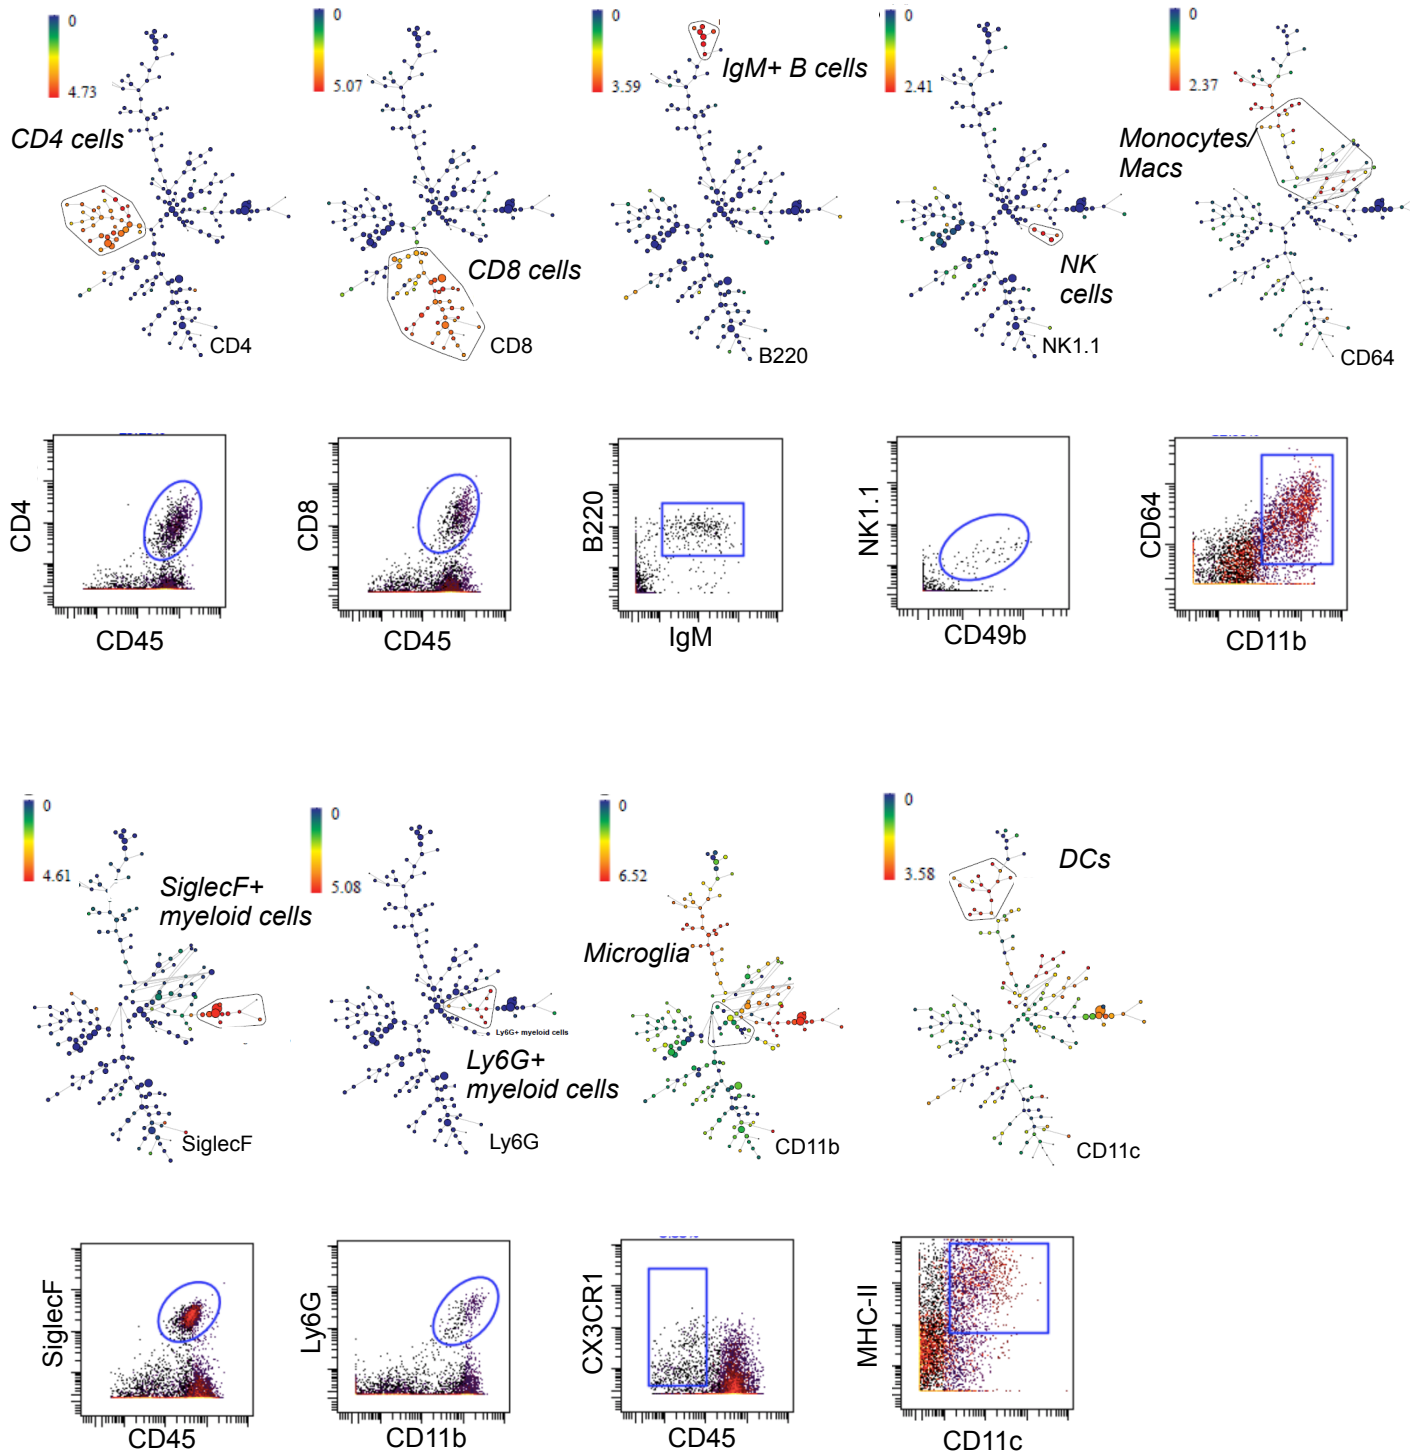 0
4.73
CD4 cells
CD4
0
5.07
CD8 cells
CD8
0
3.59
IgM+ B cells
B220
0
2.41
NK
cells
NK1.1
0
2.37
Monocytes/
Macs
CD64
CD4
CD45
CD8
CD45
B220
IgM
NK1.1
CD49b
CD64
CD11b
0
4.61
SiglecF+
myeloid cells
SiglecF
0
5.08
Ly6G+ myeloid cells
Ly6G+
myeloid cells
Ly6G
0
6.52
Microglia
CD11b
0
3.58
DCs
CD11c
SiglecF
CD45
Ly6G
CD11b
CX3CR1
CD45
MHC-II
CD11c